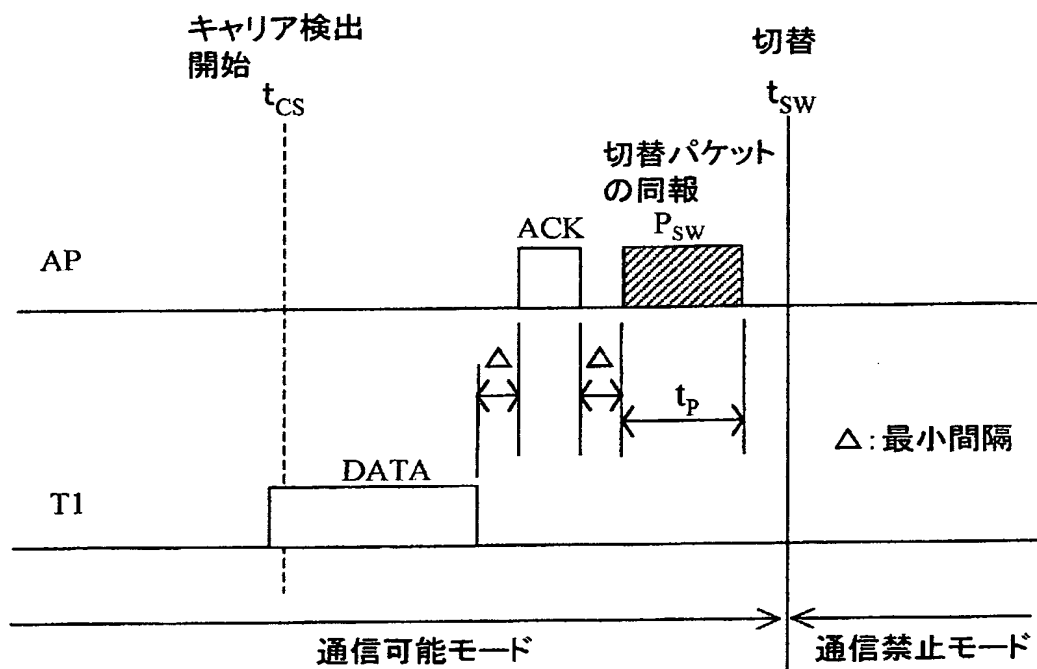 キャリア検出
開始
t_CS
切替
t_SW
切替パケット
の同報
P_SW
ACK
AP
△
△
t_P
△:最小間隔
DATA
T1
通信可能モード
通信禁止モード